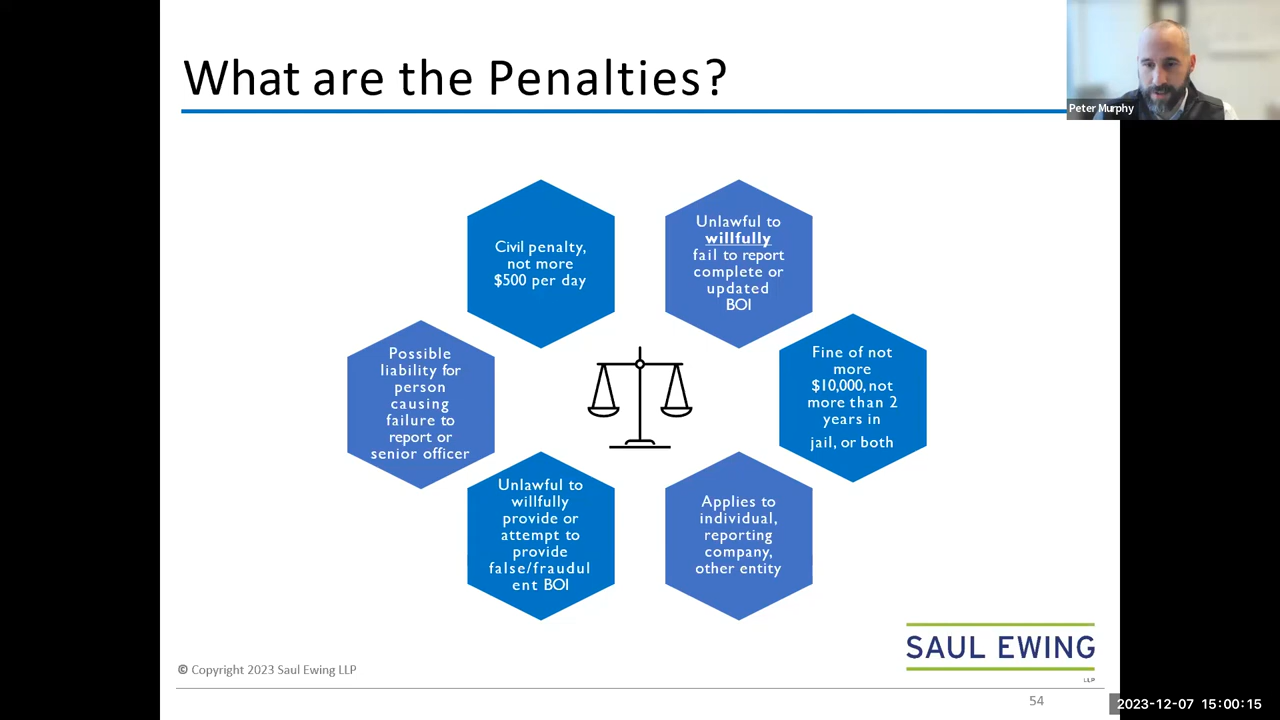 What are the Penalties?
Peter Murphy
Civil penalty,
not more
$500 per day
Unlawful to
willfully
fail to report
complete or
updated
BOI
Possible
liability for
person
causing
failure to
report or
senior officer
Fine of not
more
$10,000, not
more than 2
years in
jail, or both
Unlawful to
willfully
provide or
attempt to
provide
false/fraudul
ent BOI
Applies to
individual,
reporting
company,
other entity
SAUL EWING
LLP
© Copyright 2023 Saul Ewing LLP
54
2023-12-07 15:00:15